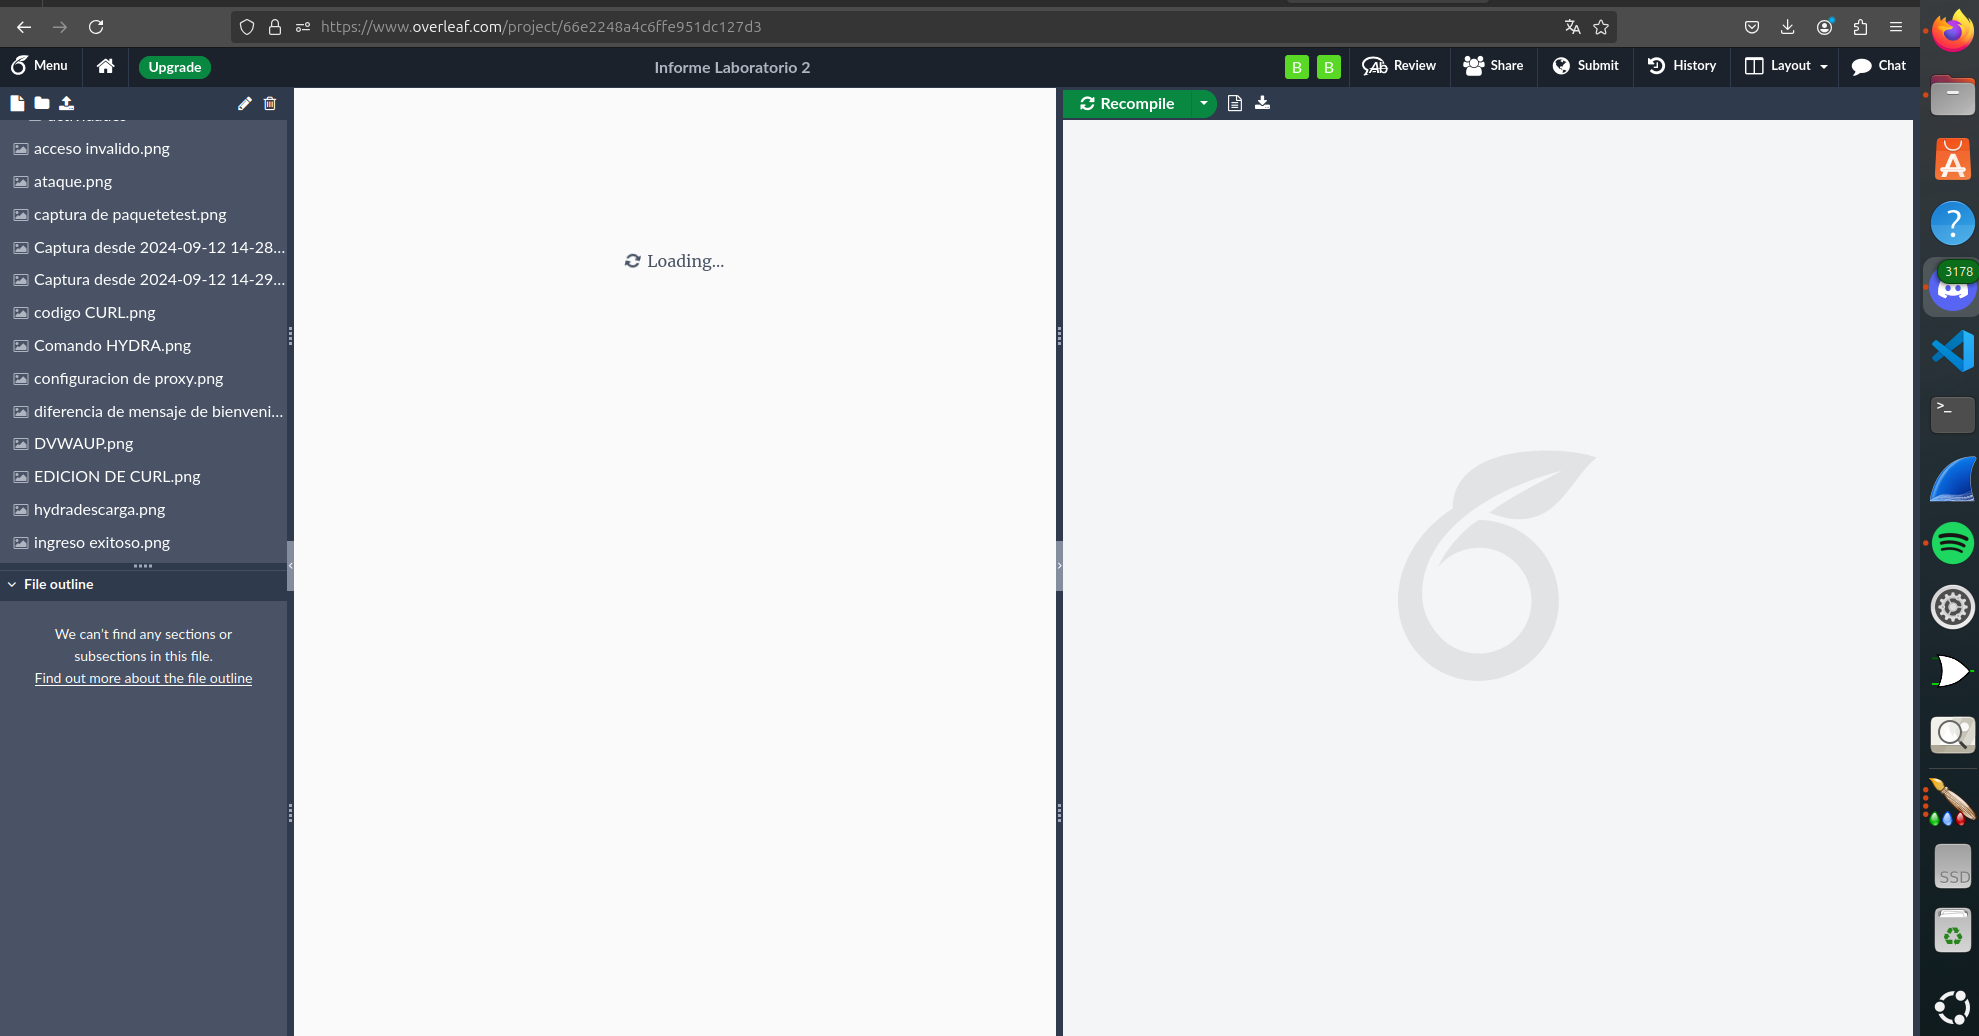 https://www.overleaf.com/project/66e2248a4c6ffe951dc127d3
Menu
Upgrade
Informe Laboratorio 2
B
B
Review
Share
Submit
History
Layout
Chat
Recompile
acceso invalido.png
ataque.png
captura de paquetetest.png
Captura desde 2024-09-12 14-28...
Captura desde 2024-09-12 14-29...
codigo CURL.png
Comando HYDRA.png
configuracion de proxy.png
diferencia de mensaje de bienveni...
DVWAUP.png
EDICION DE CURL.png
hydradescarga.png
ingreso exitoso.png
File outline
We can't find any sections or
subsections in this file.
Find out more about the file outline
Loading...
3178
>_
SSD